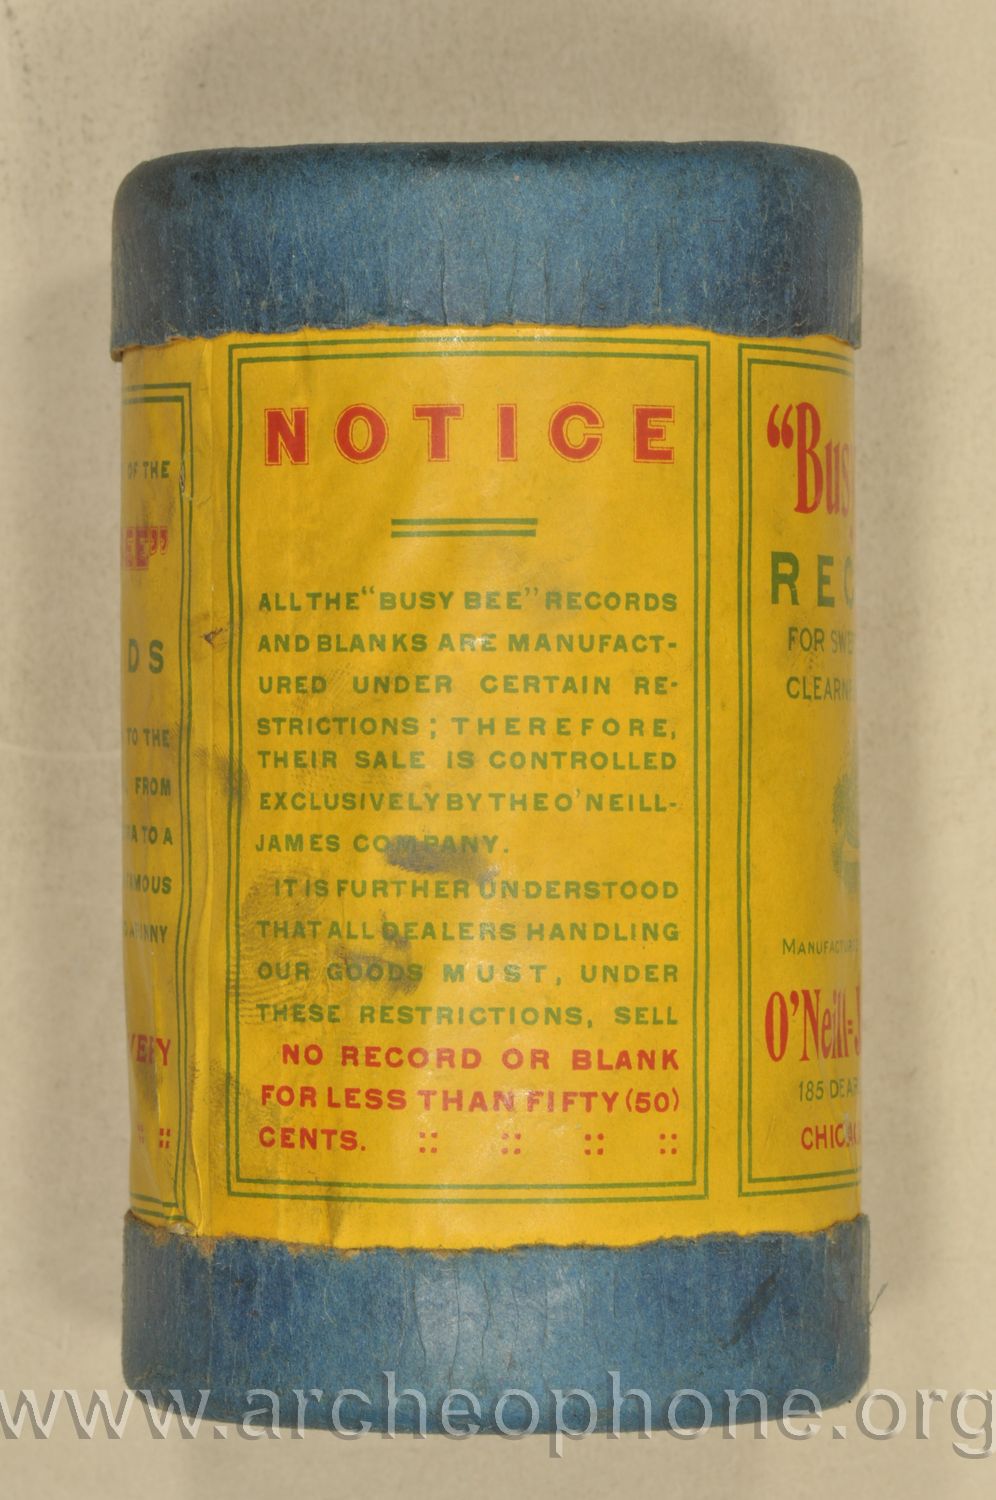 NOTICE
ALL THE "BUSY BEE" RECORDS
AND BLANKS ARE MANUFACT-
URED UNDER CERTAIN RE-
STRICTIONS; THEREFORE,
THEIR SALE IS CONTROLLED
EXCLUSIVELY BY THE O'NEILL-
JAMES COMPANY.
IT IS FURTHER UNDERSTOOD
THAT ALL DEALERS HANDLING
OUR GOODS MUST, UNDER
THESE RESTRICTIONS, SELL
NO RECORD OR BLANK
FOR LESS THAN FIFTY (50)
CENTS.
OF THE
EE"
DS
TO THE
FROM
TO A
"Bus
REC
FOR SW
CLEARN
MANUFACTUR
O'Neill=J
185 DEAR
CHICA
www.archeophone.org